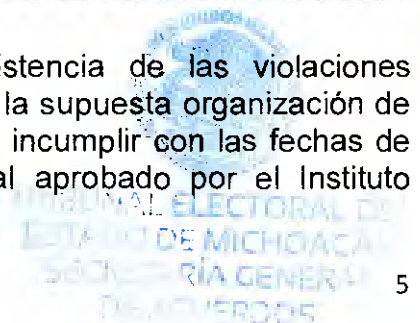 stencia de las violaciones
la supuesta organización de
incumplir con las fechas de
al aprobado por el Instituto
TRIBUNAL ELECTORAL DEL
ESTADO DE MICHOACÁN
SECRETARÍA GENERAL
5
DE ACUERDOS